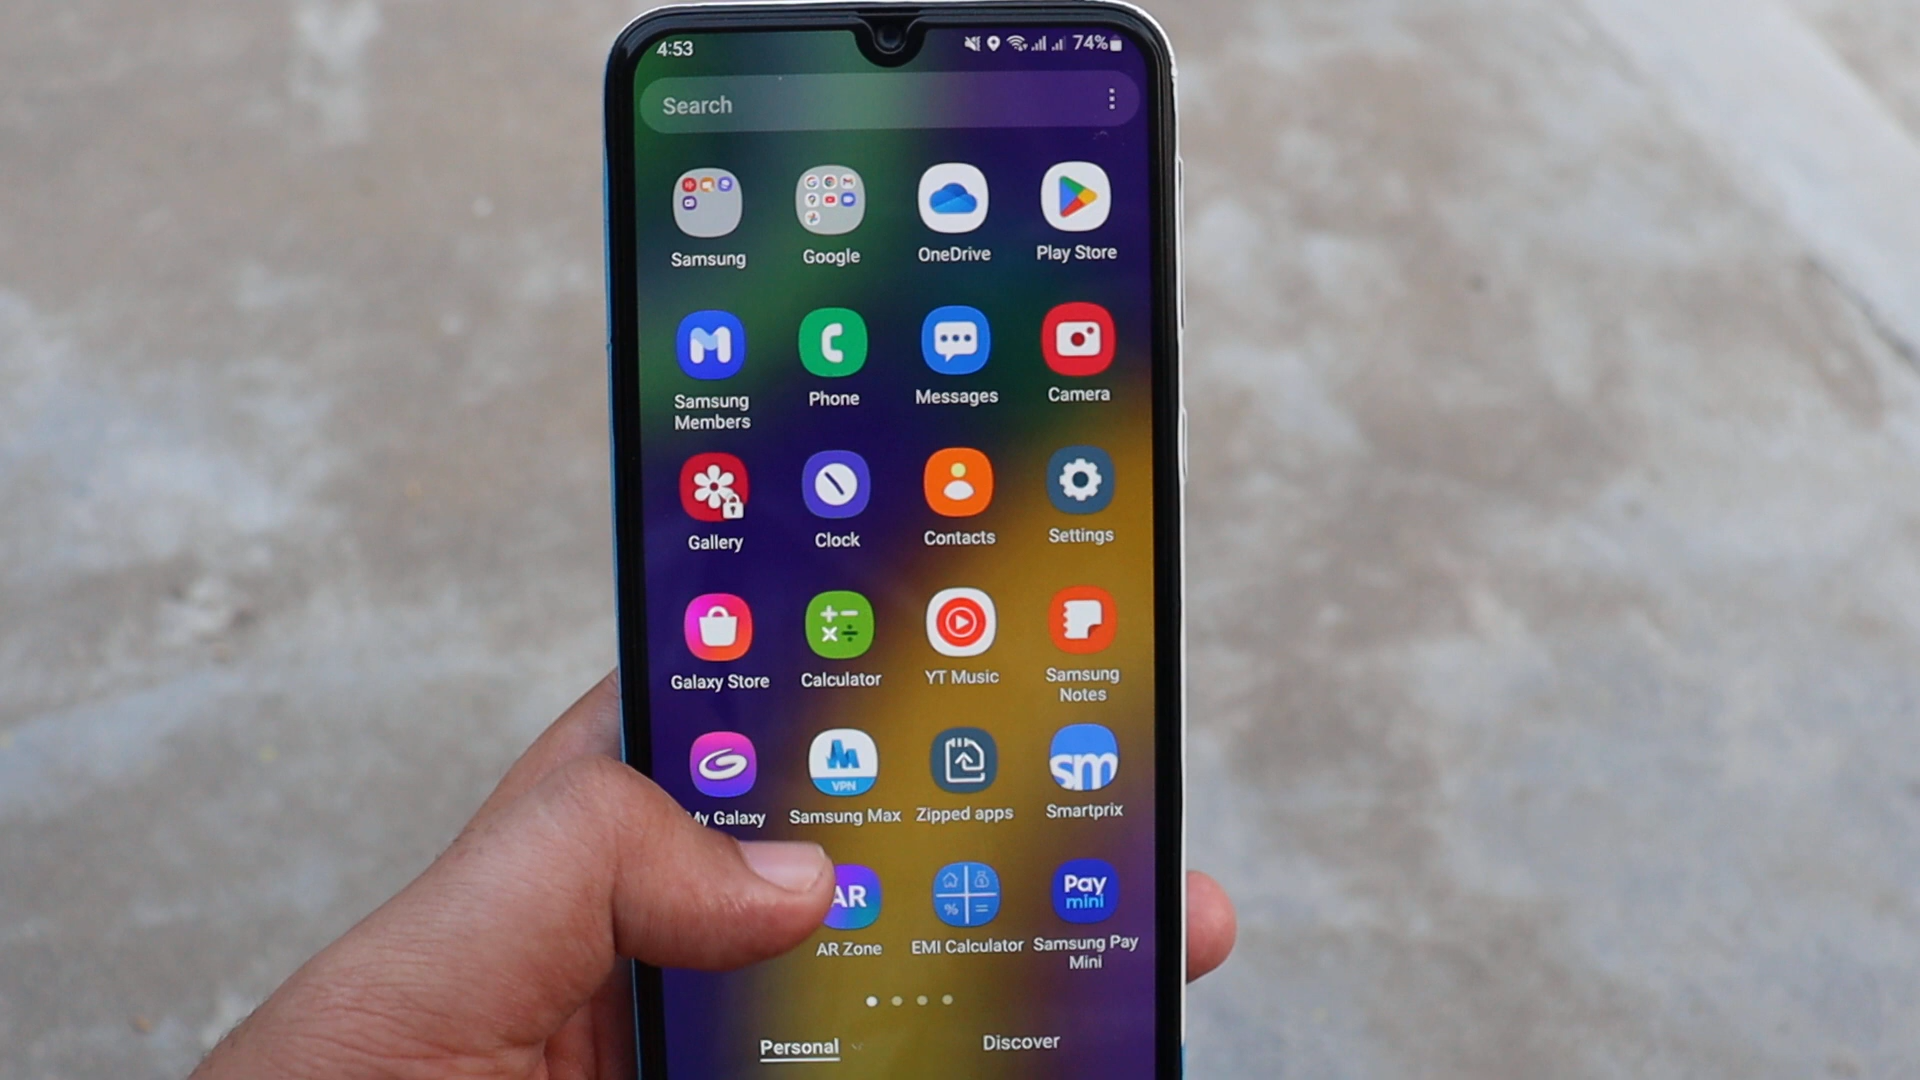 4:53
74%
Search
Samsung
Google
OneDrive
Play Store
Samsung
Members
Phone
Messages
Camera
Gallery
Clock
Contacts
Settings
Galaxy Store
Calculator
YT Music
Samsung
Notes
VPN
sm
My Galaxy
Samsung Max
Zipped apps
Smartprix
AR
Pay
mini
AR Zone
EMI Calculator
Samsung Pay
Mini
Personal
Discover